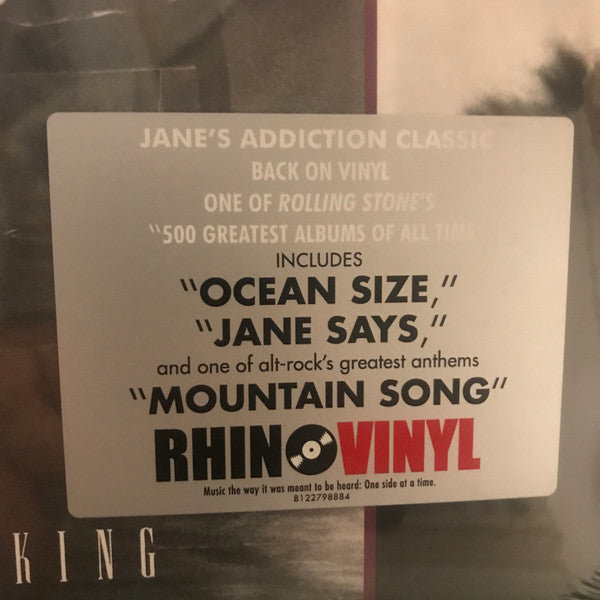 JANE'S ADDICTION CLASSIC
BACK ON VINYL
ONE OF ROLLING STONE'S
"500 GREATEST ALBUMS OF ALL TIME
INCLUDES
"OCEAN SIZE,"
"JANE SAYS,"
and one of alt-rock's greatest anthems
"MOUNTAIN SONG"
RHINO VINYL
Music the way it was meant to be heard: One side at a time.
8122798884
KING